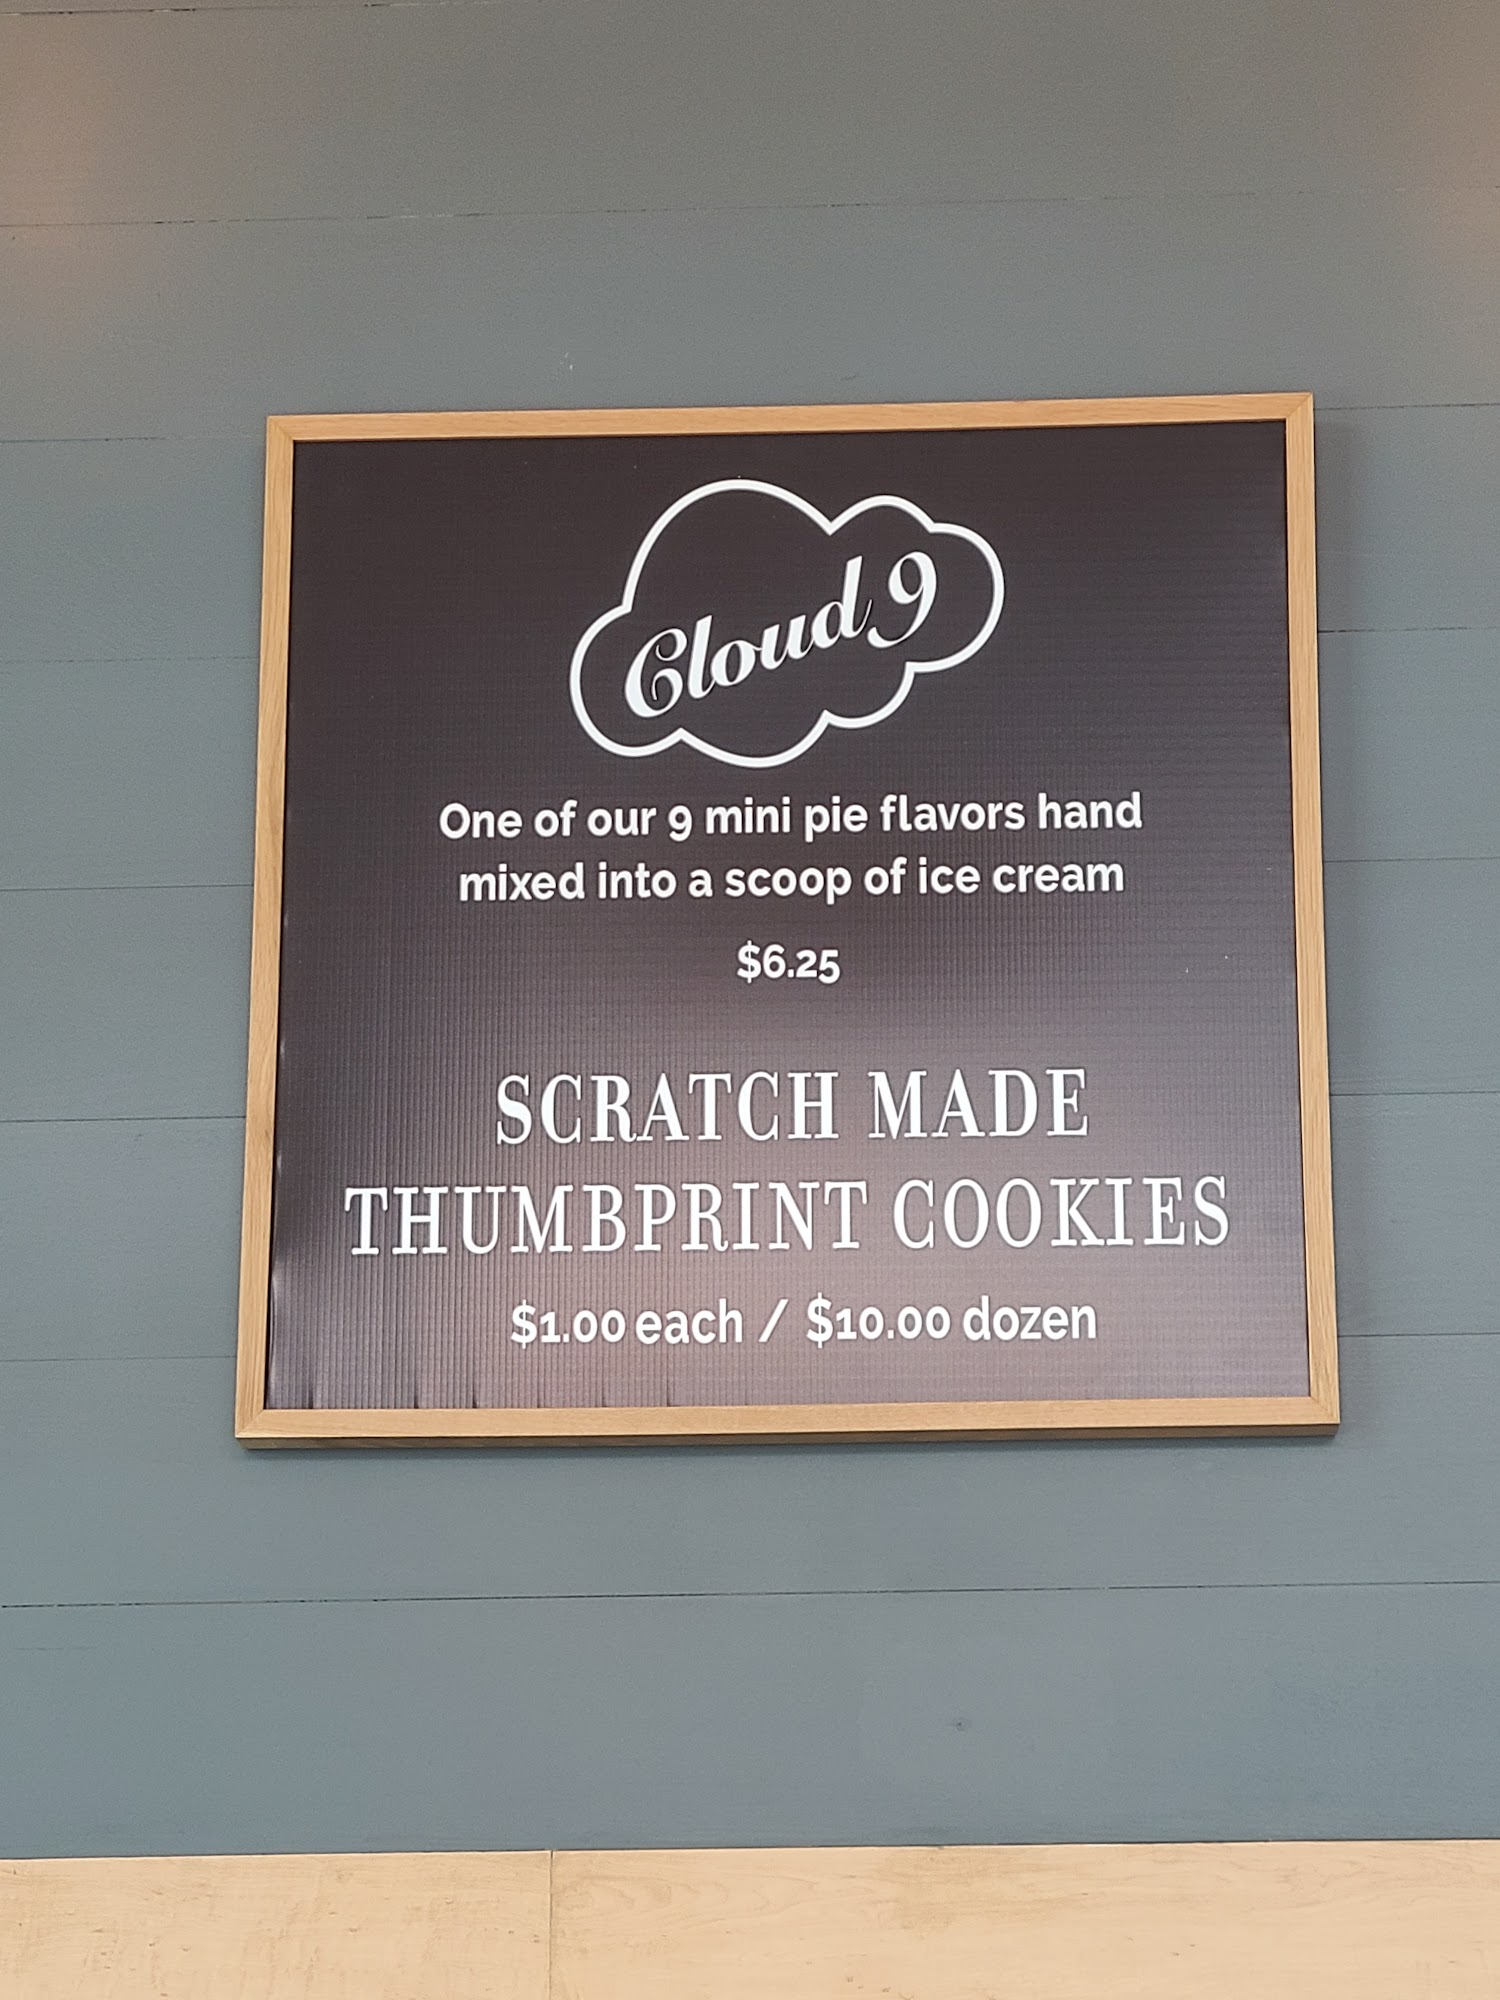 Cloud 9
One of our 9 mini pie flavors hand
mixed into a scoop of ice cream
$6.25
SCRATCH MADE
THUMBPRINT COOKIES
$1.00 each / $10.00 dozen